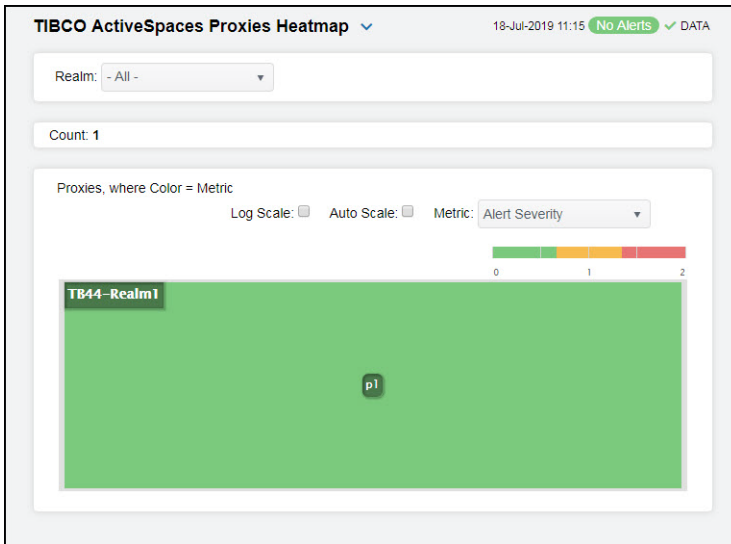 TIBCO ActiveSpaces Proxies Heatmap 18-Jul-2019 11:15 No Alerts DATA
Realm: - All -
Count: 1
Proxies, where Color = Metric
Log Scale: Auto Scale: Metric: Alert Severity
0 1 2
TB44-Realm1
p1